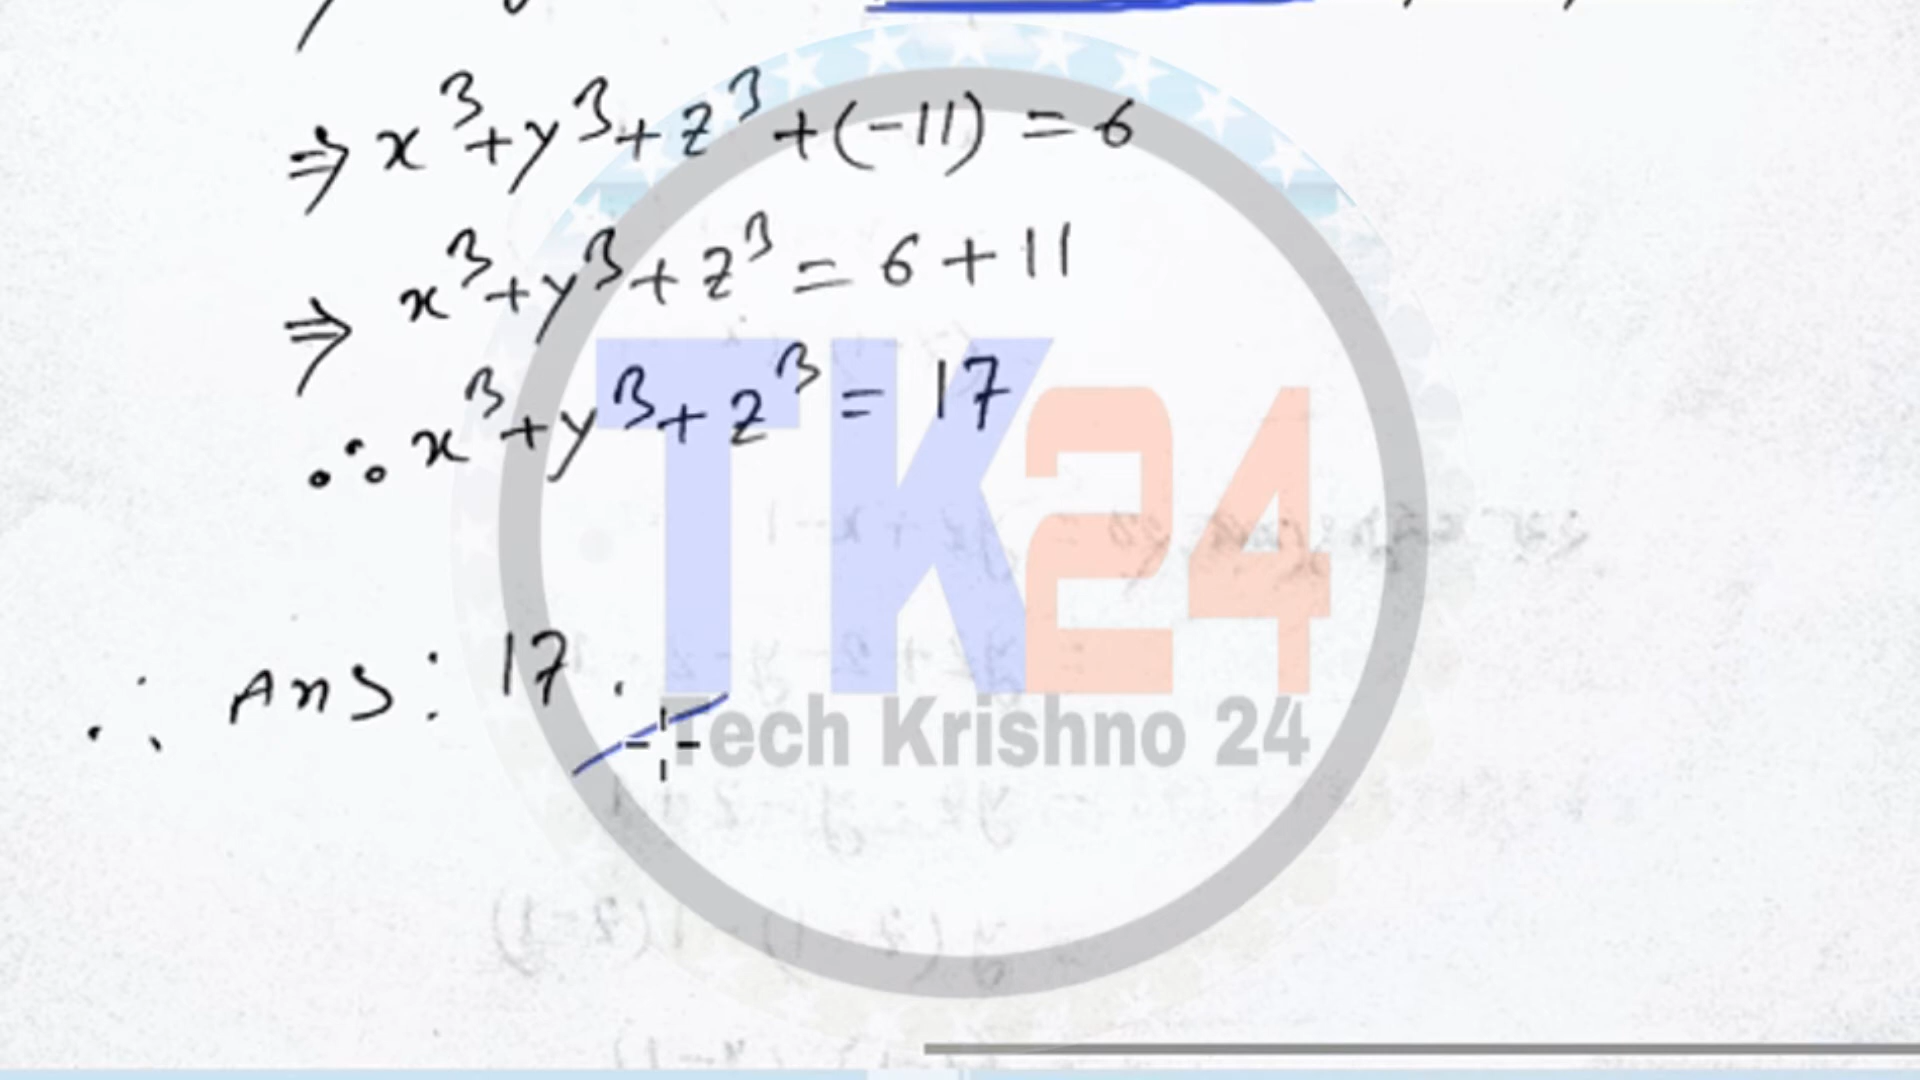 ⇒ x³+y³+z³+(-11) = 6
⇒ x³+y³+z³ = 6+11
∴ x³+y³+z³ = 17
TK24
∴ Ans: 17.
Tech Krishno 24